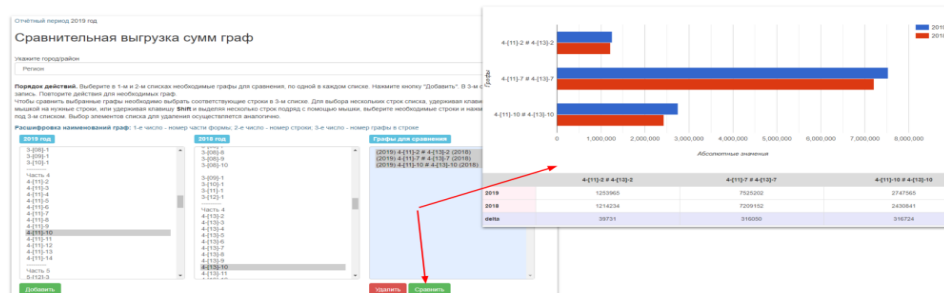 Отчётный период 2019 год
Сравнительная выгрузка сумм граф
Укажите город/район
Регион
Порядок действий. Выберите в 1-м и 2-м списках необходимые графы для сравнения, по одной в каждом списке. Нажмите кнопку "Добавить". В 3-м с
запись. Повторите действия для необходимых граф.
Чтобы сравнить выбранные графы необходимо выбрать соответствующие строки в 3-м списке. Для выбора нескольких строк списка, удерживая клави
мышцой на нужные строки, или удерживая клавишу Shift и выделяя несколько строк подряд с помощью мыши, выберите необходимые строки и нажм
под 3-м списком. Выбор элементов списка для удаления осуществляется аналогично.
Расшифровка наименований граф: 1-е число - номер части формы; 2-е число - номер строки, 3-е число - номер графы в строке
2019 год
3-[08]-1
3-[09]-1
3-[10]-1
Часть 4
4-[11]-2
4-[11]-3
4-[11]-4
4-[11]-5
4-[11]-6
4-[11]-7
4-[11]-8
4-[11]-9
4-[11]-10
4-[11]-11
4-[11]-12
4-[11]-13
4-[11]-14
Часть 5
5-[12]-3
Добавить
2018 год
3-[06]-8
3-[06]-9
3-[06]-10
3-[09]-1
3-[10]-1
3-[11]-1
3-[12]-1
Часть 4
4-[13]-2
4-[13]-3
4-[13]-4
4-[13]-5
4-[13]-6
4-[13]-7
4-[13]-8
4-[13]-9
4-[13]-10
4-[13]-11
Графы для сравнения
(2019) 4-[11]-2 # 4-[13]-2 (2018)
(2019) 4-[11]-7 # 4-[13]-7 (2018)
(2019) 4-[11]-10 # 4-[13]-10 (2018)
Удалить Сравнить
2019
2018
Графы
4-[11]-2 # 4-[13]-2
4-[11]-7 # 4-[13]-7
4-[11]-10 # 4-[13]-10
0 1,000,000 2,000,000 3,000,000 4,000,000 5,000,000 6,000,000 7,000,000 8,000,000
Абсолютные значения
4-[11]-2 # 4-[13]-2 4-[11]-7 # 4-[13]-7 4-[11]-10 # 4-[13]-10
2019 1253965 7525202 2747565
2018 1214234 7209152 2430841
delta 39731 316050 316724